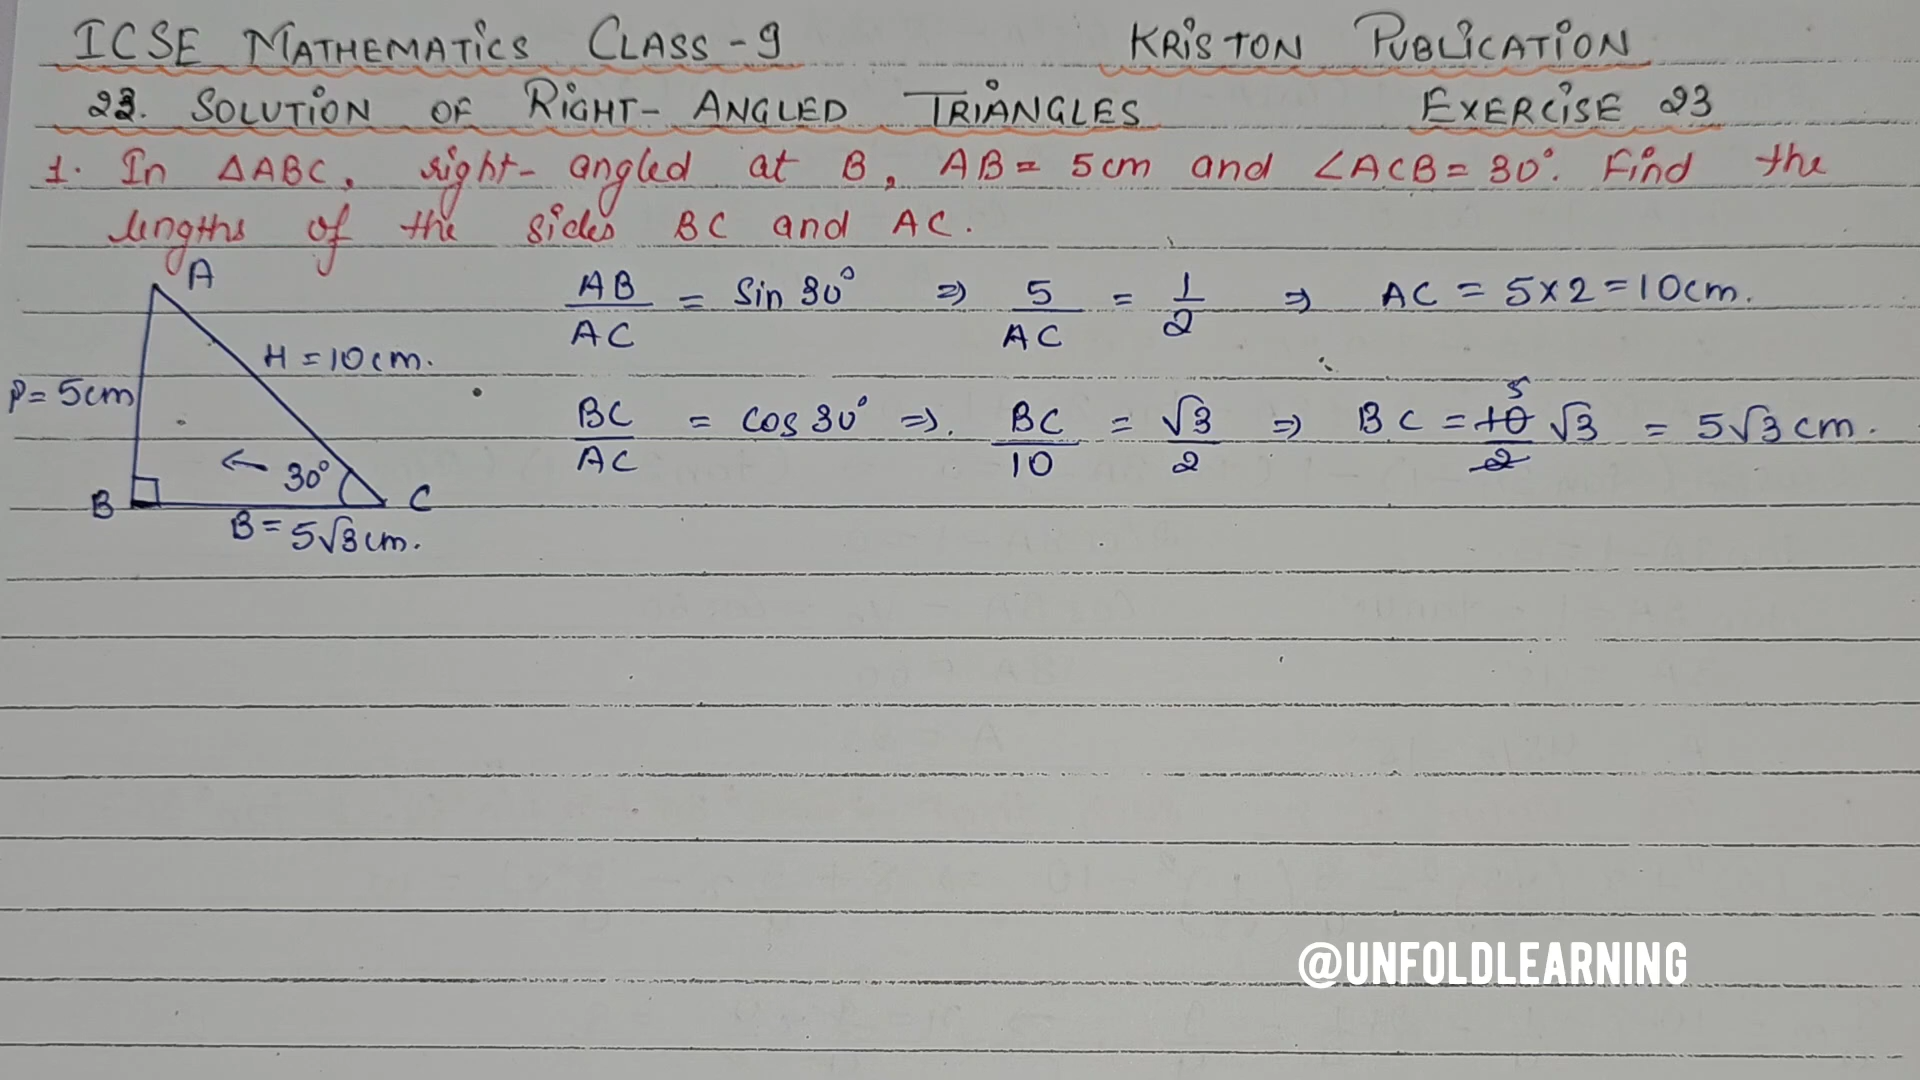 ICSE MATHEMATICS CLASS-9 KRISTON PUBLICATION
23. SOLUTION OF RIGHT-ANGLED TRIANGLES EXERCISE 23
1. In ΔABC, right-angled at B, AB = 5cm and ∠ACB = 30°. Find the
lengths of the sides BC and AC.
A
H = 10cm.
P = 5cm
← 30°
B C
B = 5√3 cm.
AB/AC = Sin 30° ⇒ 5/AC = 1/2 ⇒ AC = 5×2 = 10cm.
BC/AC = Cos 30° ⇒. BC/10 = √3/2 ⇒ BC = 10/2 √3 = 5√3 cm.
5
@UNFOLDLEARNING